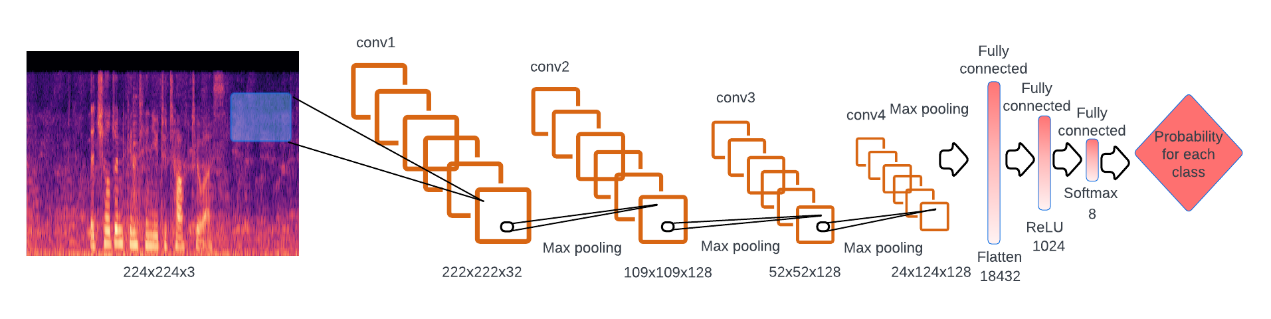 224x224x3
conv1
222x222x32
Max pooling
conv2
109x109x128
Max pooling
conv3
52x52x128
Max pooling
conv4
24x124x128
Max pooling
Fully
connected
Flatten
18432
Fully
connected
ReLU
1024
Fully
connected
Softmax
8
Probability
for each
class